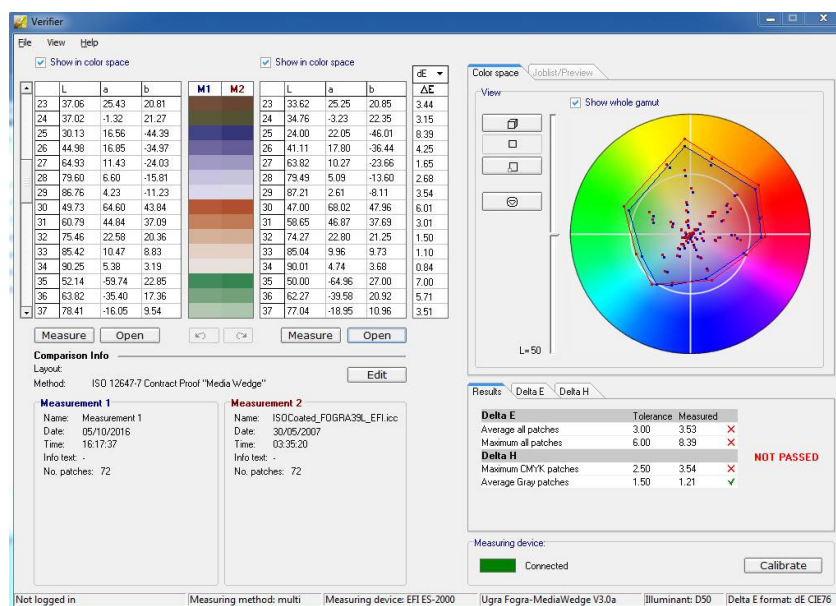 Verifier
File View Help
Show in color space
Show in color space
dE
L a b M1 M2 L a b ΔE
23 37.06 25.43 20.81 23 33.62 25.25 20.85 3.44
24 37.02 -1.32 21.27 24 34.76 -3.23 22.35 3.15
25 30.13 16.56 -44.39 25 24.00 22.05 -46.01 8.39
26 44.98 16.85 -34.97 26 41.11 17.80 -36.44 4.25
27 64.93 11.43 -24.03 27 63.82 10.27 -23.66 1.65
28 79.60 6.60 -15.81 28 79.49 5.09 -13.60 2.68
29 86.76 4.23 -11.23 29 87.21 2.61 -8.11 3.54
30 49.73 64.60 43.84 30 47.00 68.02 47.96 6.01
31 60.79 44.84 37.09 31 58.65 46.87 37.69 3.01
32 75.46 22.58 20.36 32 74.27 22.80 21.25 1.50
33 85.42 10.47 8.83 33 85.04 9.96 9.73 1.10
34 90.25 5.38 3.19 34 90.01 4.74 3.68 0.84
35 52.14 -59.74 22.85 35 50.00 -64.96 27.00 7.00
36 63.82 -35.40 17.36 36 62.27 -39.58 20.92 5.71
37 78.41 -16.05 9.54 37 77.04 -18.95 10.96 3.51
Measure Open Measure Open
Comparison Info
Layout:
Method: ISO 12647-7 Contract Proof "Media Wedge"
Edit
Measurement 1
Name: Measurement 1
Date: 05/10/2016
Time: 16:17:37
Info text: -
No. patches: 72
Measurement 2
Name: ISOCoated_FOGRA39L_EFI.icc
Date: 30/05/2007
Time: 03:35:20
Info text: -
No. patches: 72
Color space Joblist/Preview
View
Show whole gamut
L=50
Results Delta E Delta H
Delta E Tolerance Measured
Average all patches 3.00 3.53
Maximum all patches 6.00 8.39
Delta H
Maximum CMYK patches 2.50 3.54
Average Gray patches 1.50 1.21
NOT PASSED
Measuring device:
Connected
Calibrate
Not logged in Measuring method: multi Measuring device: EFI ES-2000 Ugra Fogra-MediaWedge V3.0a Illuminant: D50 Delta E format: dE CIE76